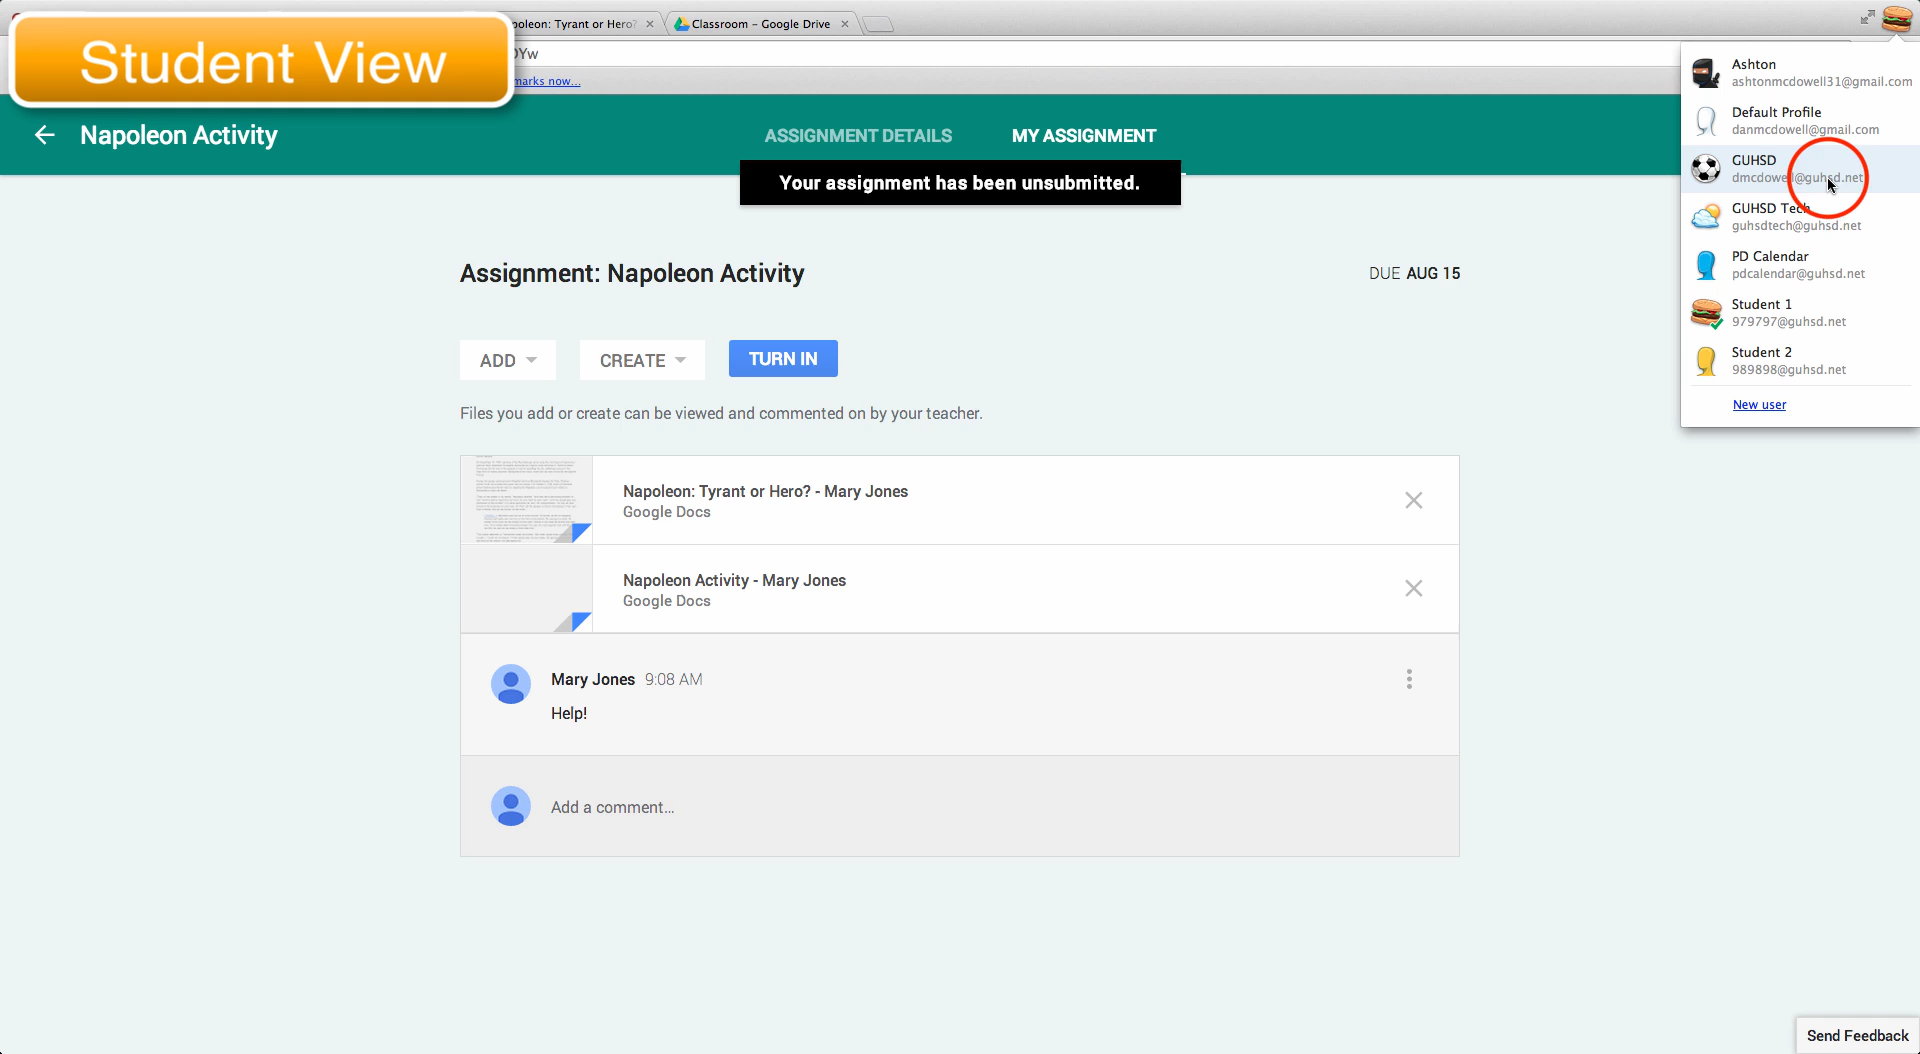 Student View
poleon: Tyrant or Hero?
Classroom – Google Drive
Yw
marks now...
Napoleon Activity
ASSIGNMENT DETAILS
MY ASSIGNMENT
Your assignment has been unsubmitted.
Ashton
ashtonmcdowell31@gmail.com
Default Profile
danmcdowell@gmail.com
GUHSD
dmcdowell@guhsd.net
GUHSD Tech
guhsdtech@guhsd.net
PD Calendar
pdcalendar@guhsd.net
Student 1
979797@guhsd.net
Student 2
989898@guhsd.net
New user
Assignment: Napoleon Activity
DUE AUG 15
ADD
CREATE
TURN IN
Files you add or create can be viewed and commented on by your teacher.
Napoleon: Tyrant or Hero? - Mary Jones
Google Docs
Napoleon Activity - Mary Jones
Google Docs
Mary Jones 9:08 AM
Help!
Add a comment...
Send Feedback